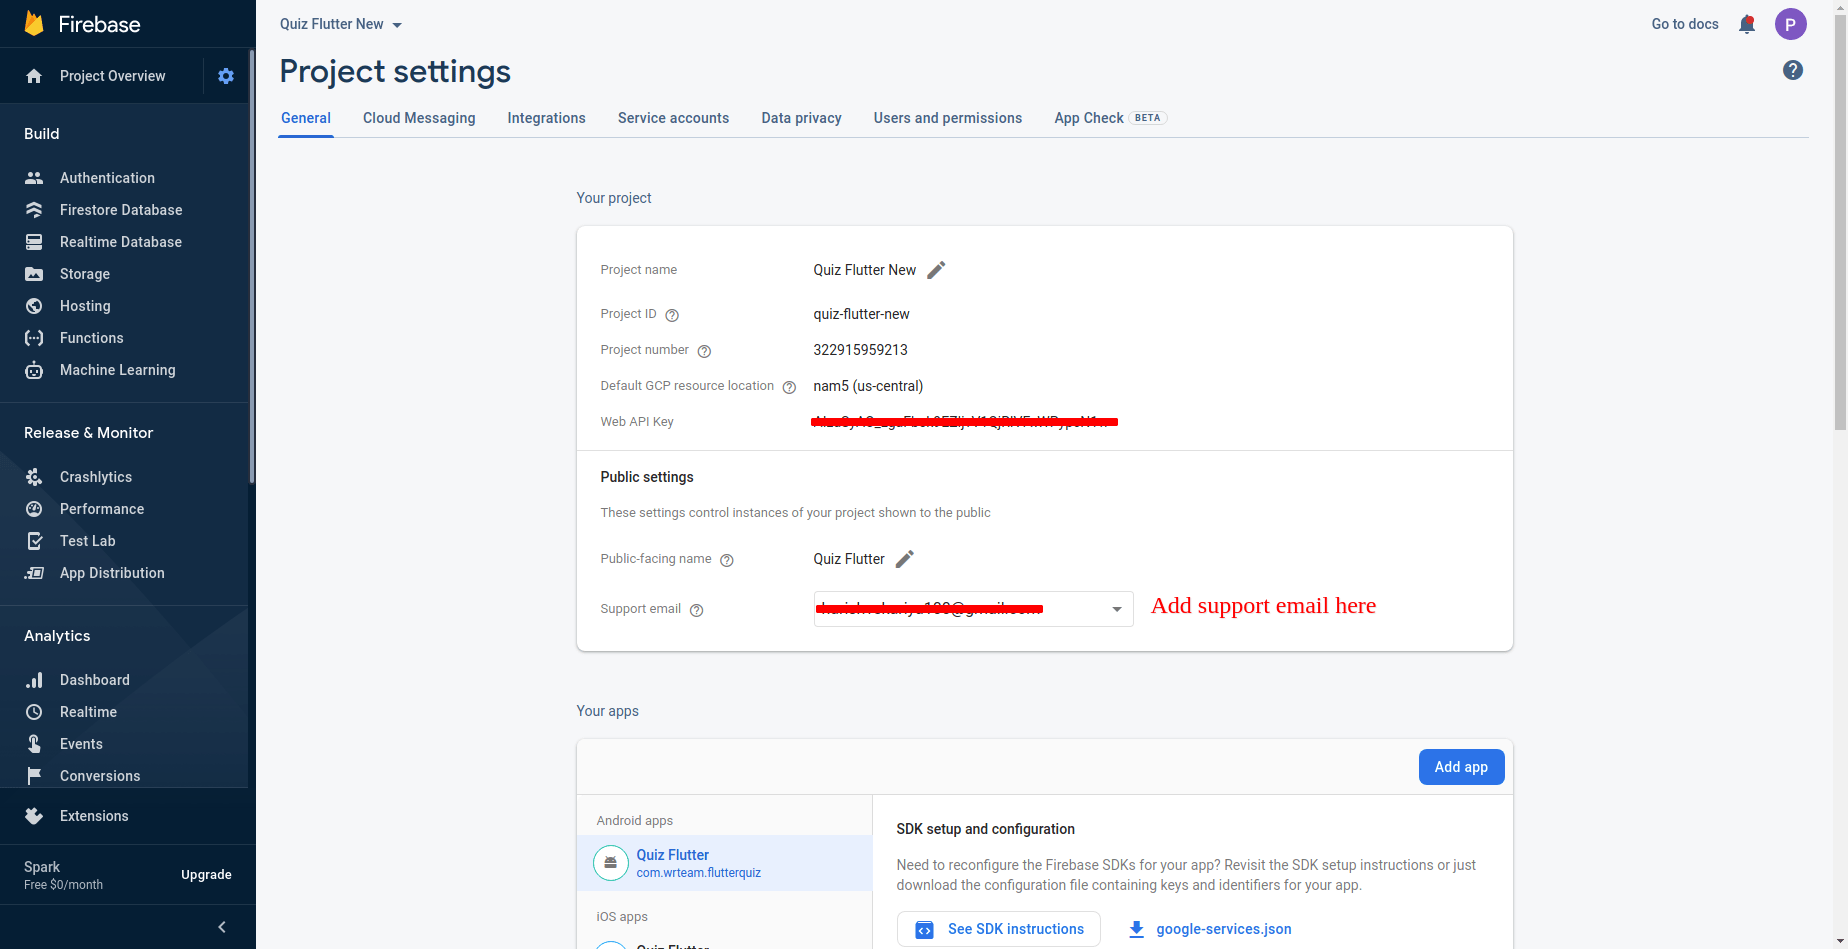 Firebase
Project Overview
Build
Authentication
Firestore Database
Realtime Database
Storage
Hosting
Functions
Machine Learning
Release & Monitor
Crashlytics
Performance
Test Lab
App Distribution
Analytics
Dashboard
Realtime
Events
Conversions
Extensions
Spark
Free $0/month
Upgrade
Quiz Flutter New
Go to docs
P
Project settings
General Cloud Messaging Integrations Service accounts Data privacy Users and permissions App Check BETA
Your project
Project name Quiz Flutter New
Project ID quiz-flutter-new
Project number 322915959213
Default GCP resource location nam5 (us-central)
Web API Key
Public settings
These settings control instances of your project shown to the public
Public-facing name Quiz Flutter
Support email Add support email here
Your apps
Add app
Android apps
Quiz Flutter
com.wrteam.flutterquiz
iOS apps
Quiz Flutter
SDK setup and configuration
Need to reconfigure the Firebase SDKs for your app? Revisit the SDK setup instructions or just
download the configuration file containing keys and identifiers for your app.
See SDK instructions google-services.json